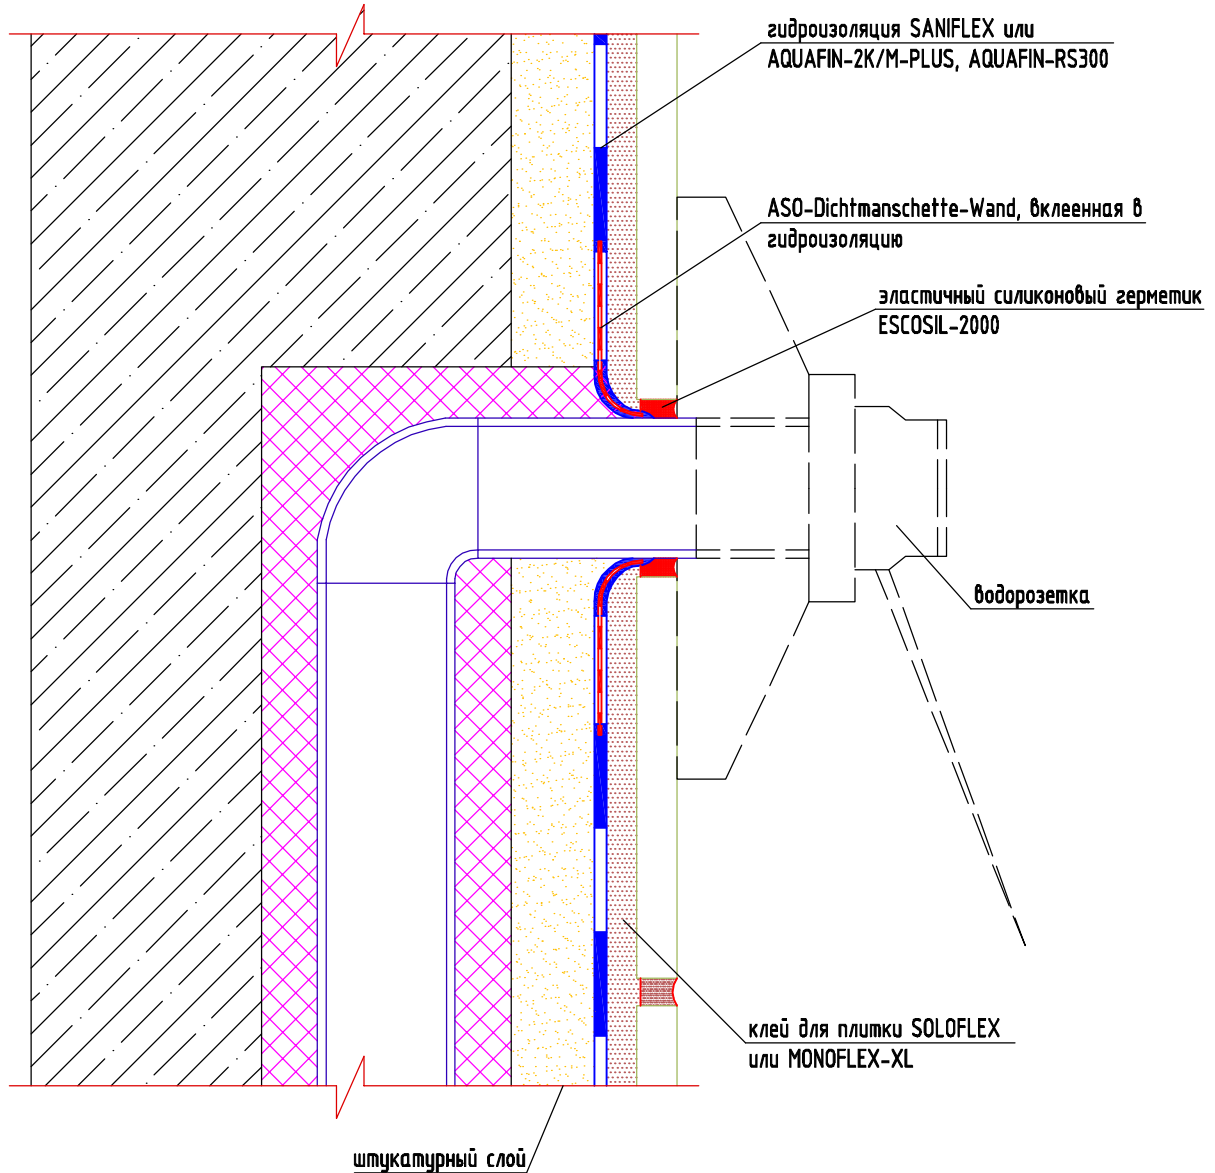 гидроизоляция SANIFLEX или
AQUAFIN-2K/M-PLUS, AQUAFIN-RS300
ASO-Dichtmanschette-Wand, вклеенная в
гидроизоляцию
эластичный силиконовый герметик
ESCOSIL-2000
водорозетка
клей для плитки SOLOFLEX
или MONOFLEX-XL
штукатурный слой